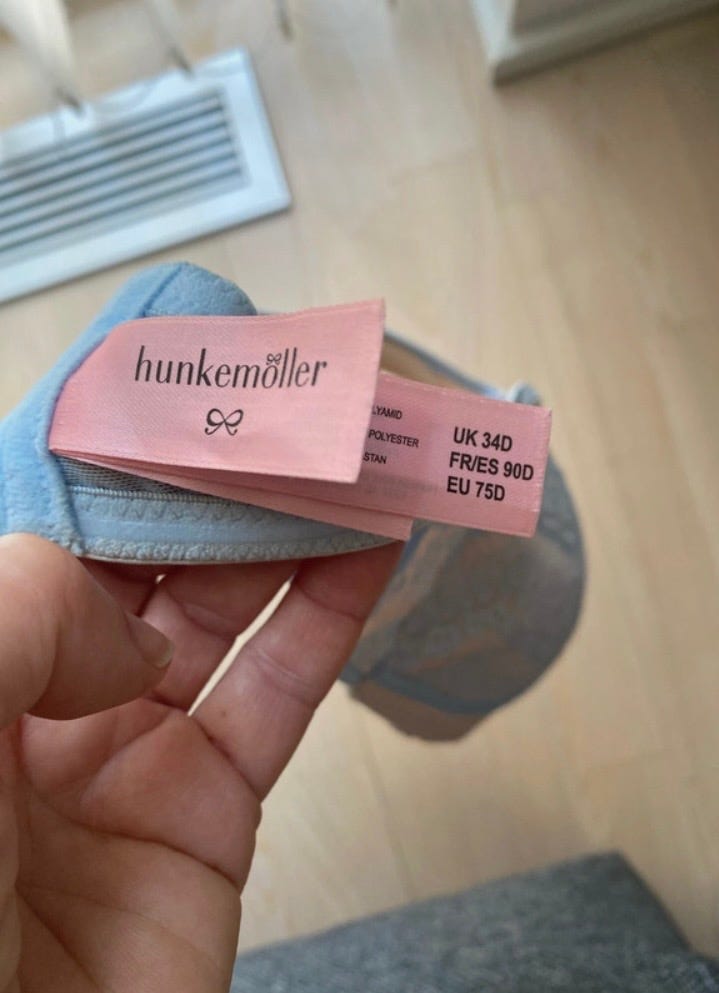 hunkemöller
LYAMID
POLYESTER
STAN
UK 34D
FR/ES 90D
EU 75D